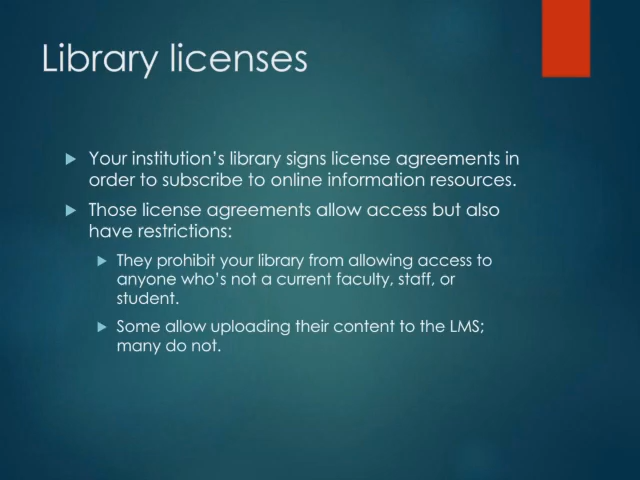 Library licenses
Your institution's library signs license agreements in
order to subscribe to online information resources.
Those license agreements allow access but also
have restrictions:
They prohibit your library from allowing access to
anyone who's not a current faculty, staff, or
student.
Some allow uploading their content to the LMS;
many do not.